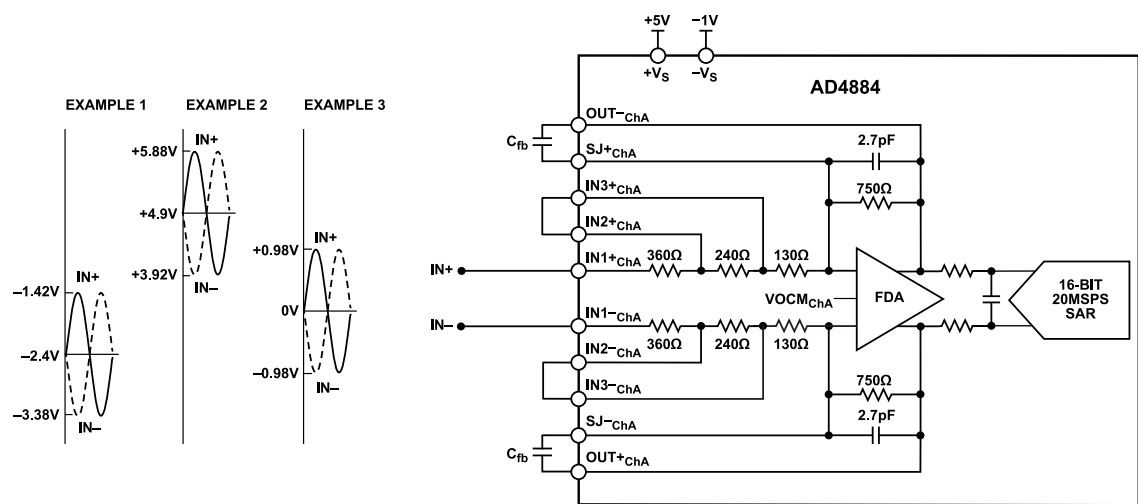 EXAMPLE 1
IN+
−1.42V
−2.4V
−3.38V
IN−
EXAMPLE 2
IN+
+5.88V
+4.9V
+3.92V
IN−
EXAMPLE 3
IN+
+0.98V
0V
−0.98V
IN−
+5V
−1V
+VS
−VS
AD4884
OUT−ChA
Cfb
SJ+ChA
2.7pF
750Ω
IN3+ChA
IN2+ChA
IN+
IN1+ChA
360Ω
240Ω
130Ω
VOCMChA
FDA
16-BIT
20MSPS
SAR
IN−
IN1−ChA
360Ω
240Ω
130Ω
IN2−ChA
IN3−ChA
750Ω
2.7pF
SJ−ChA
Cfb
OUT+ChA